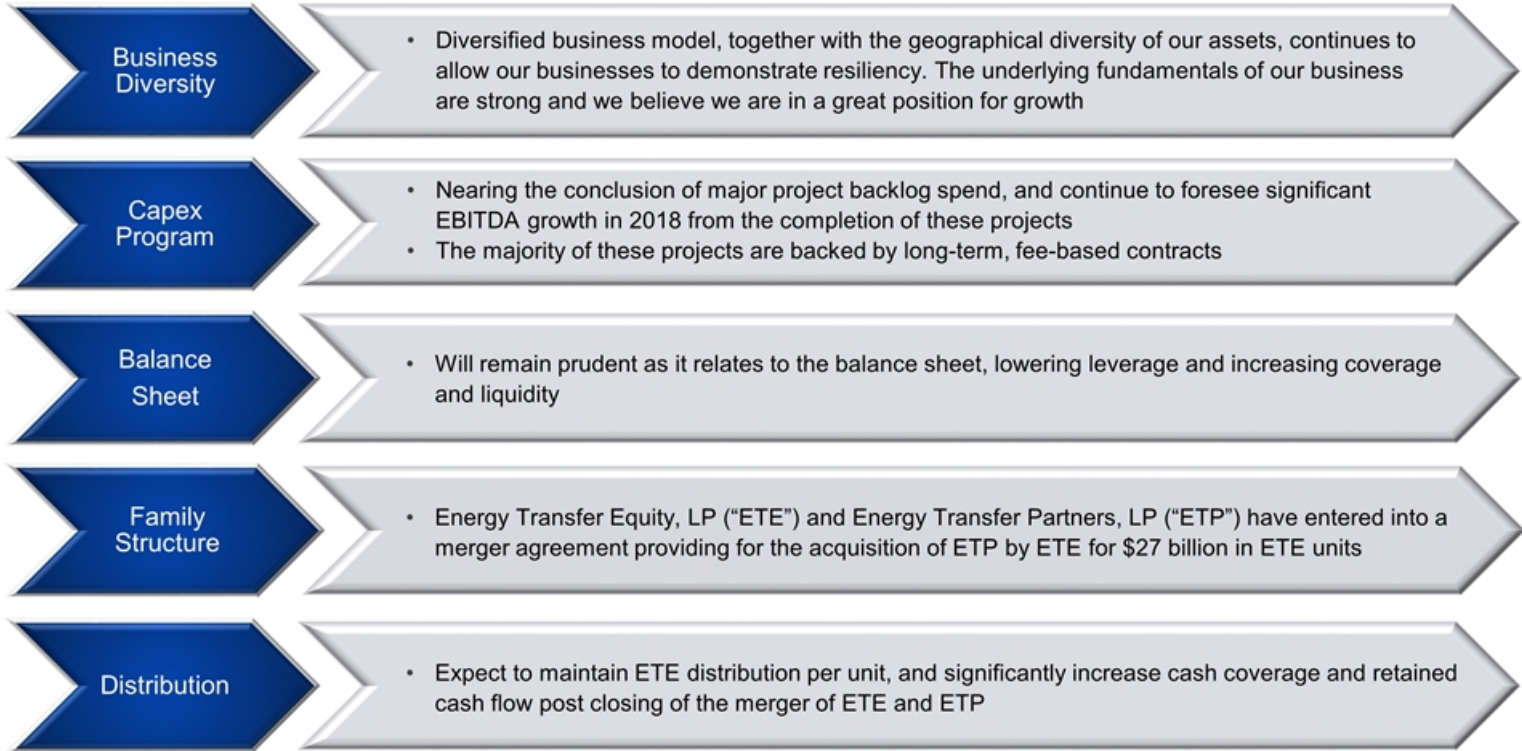 Business
Diversity
• Diversified business model, together with the geographical diversity of our assets, continues to
allow our businesses to demonstrate resiliency. The underlying fundamentals of our business
are strong and we believe we are in a great position for growth
Capex
Program
• Nearing the conclusion of major project backlog spend, and continue to foresee significant
EBITDA growth in 2018 from the completion of these projects
• The majority of these projects are backed by long-term, fee-based contracts
Balance
Sheet
• Will remain prudent as it relates to the balance sheet, lowering leverage and increasing coverage
and liquidity
Family
Structure
• Energy Transfer Equity, LP (“ETE”) and Energy Transfer Partners, LP (“ETP”) have entered into a
merger agreement providing for the acquisition of ETP by ETE for $27 billion in ETE units
Distribution
• Expect to maintain ETE distribution per unit, and significantly increase cash coverage and retained
cash flow post closing of the merger of ETE and ETP